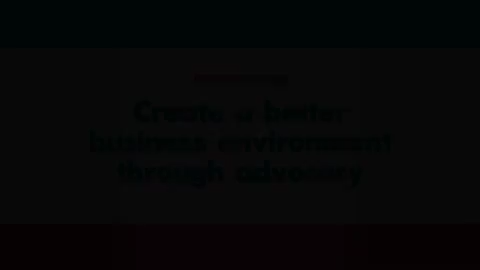 Create a better
business environment
through advocacy